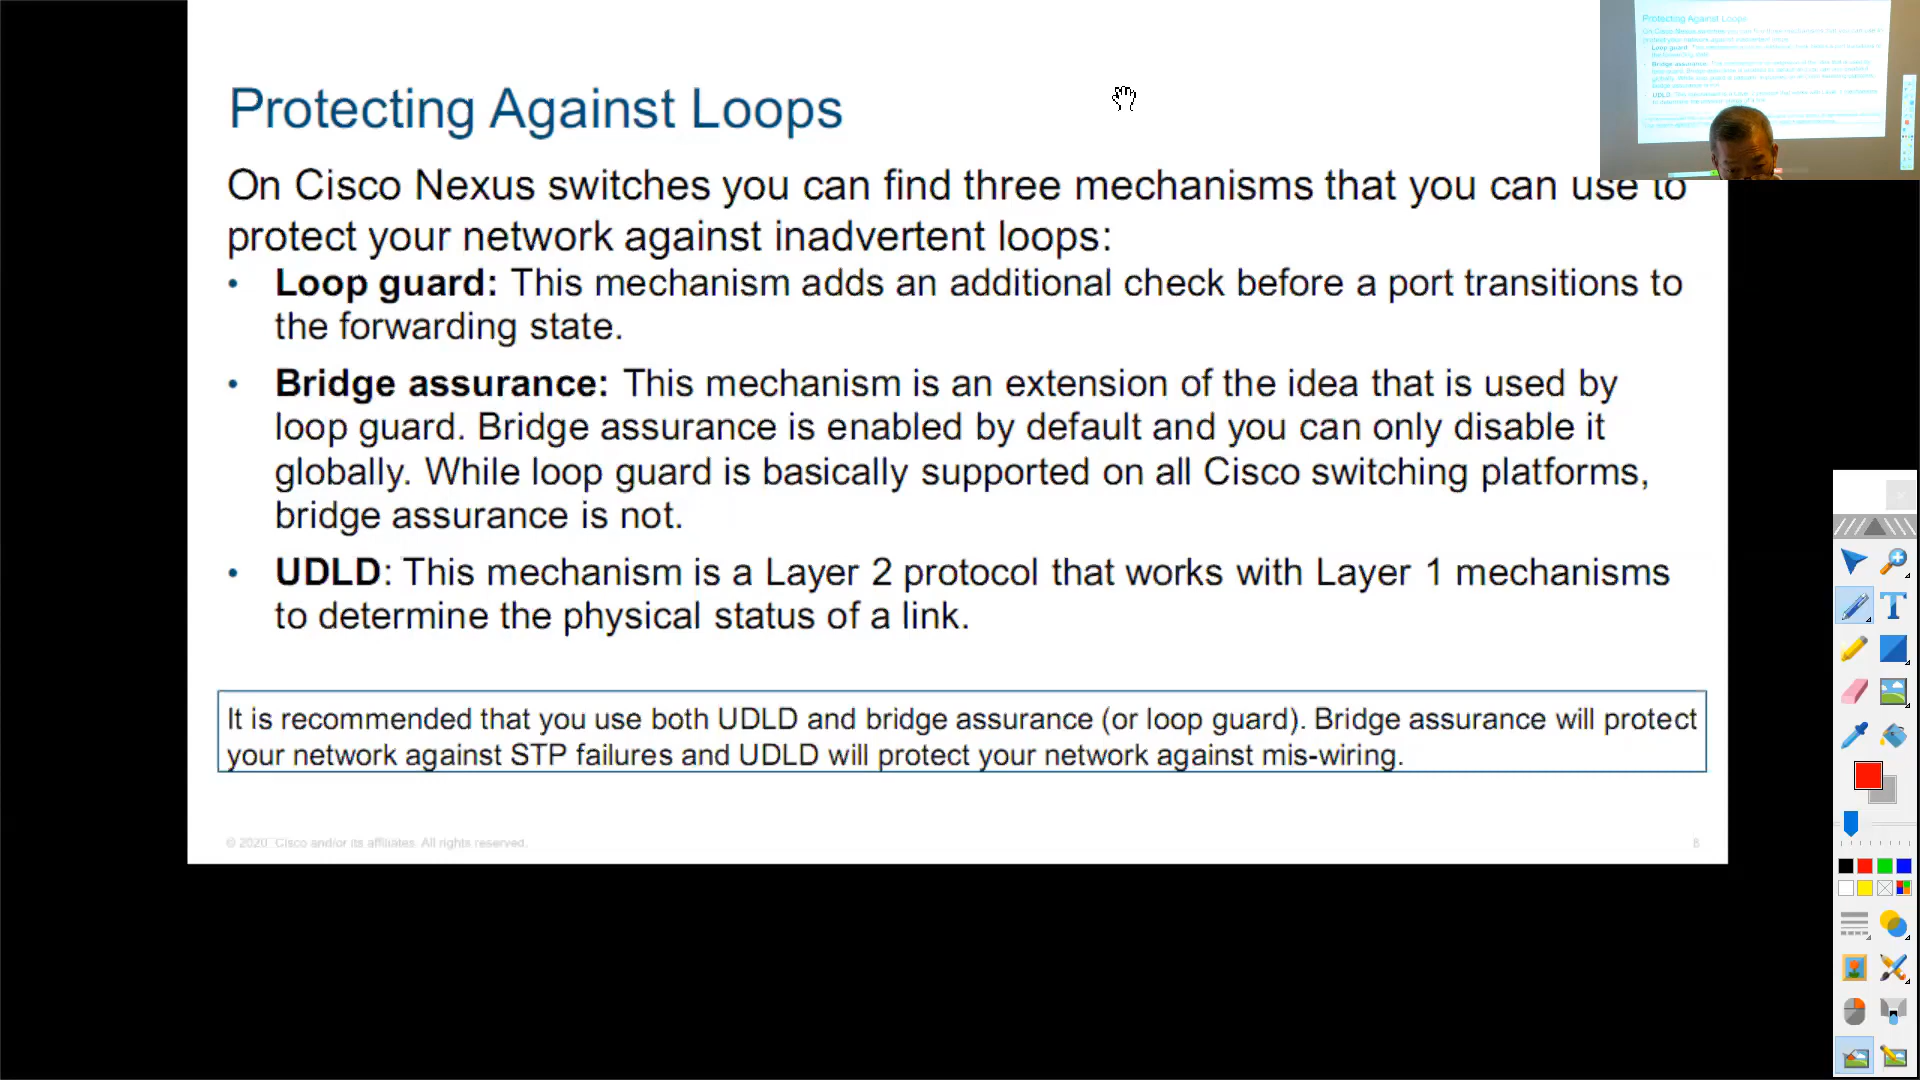 Protecting Against Loops
On Cisco Nexus switches you can find three mechanisms that you can use to
protect your network against inadvertent loops:
• Loop guard: This mechanism adds an additional check before a port transitions to
the forwarding state.
• Bridge assurance: This mechanism is an extension of the idea that is used by
loop guard. Bridge assurance is enabled by default and you can only disable it
globally. While loop guard is basically supported on all Cisco switching platforms,
bridge assurance is not.
• UDLD: This mechanism is a Layer 2 protocol that works with Layer 1 mechanisms
to determine the physical status of a link.
It is recommended that you use both UDLD and bridge assurance (or loop guard). Bridge assurance will protect
your network against STP failures and UDLD will protect your network against mis-wiring.
© 2020 Cisco and/or its affiliates. All rights reserved.
Protecting Against Loops